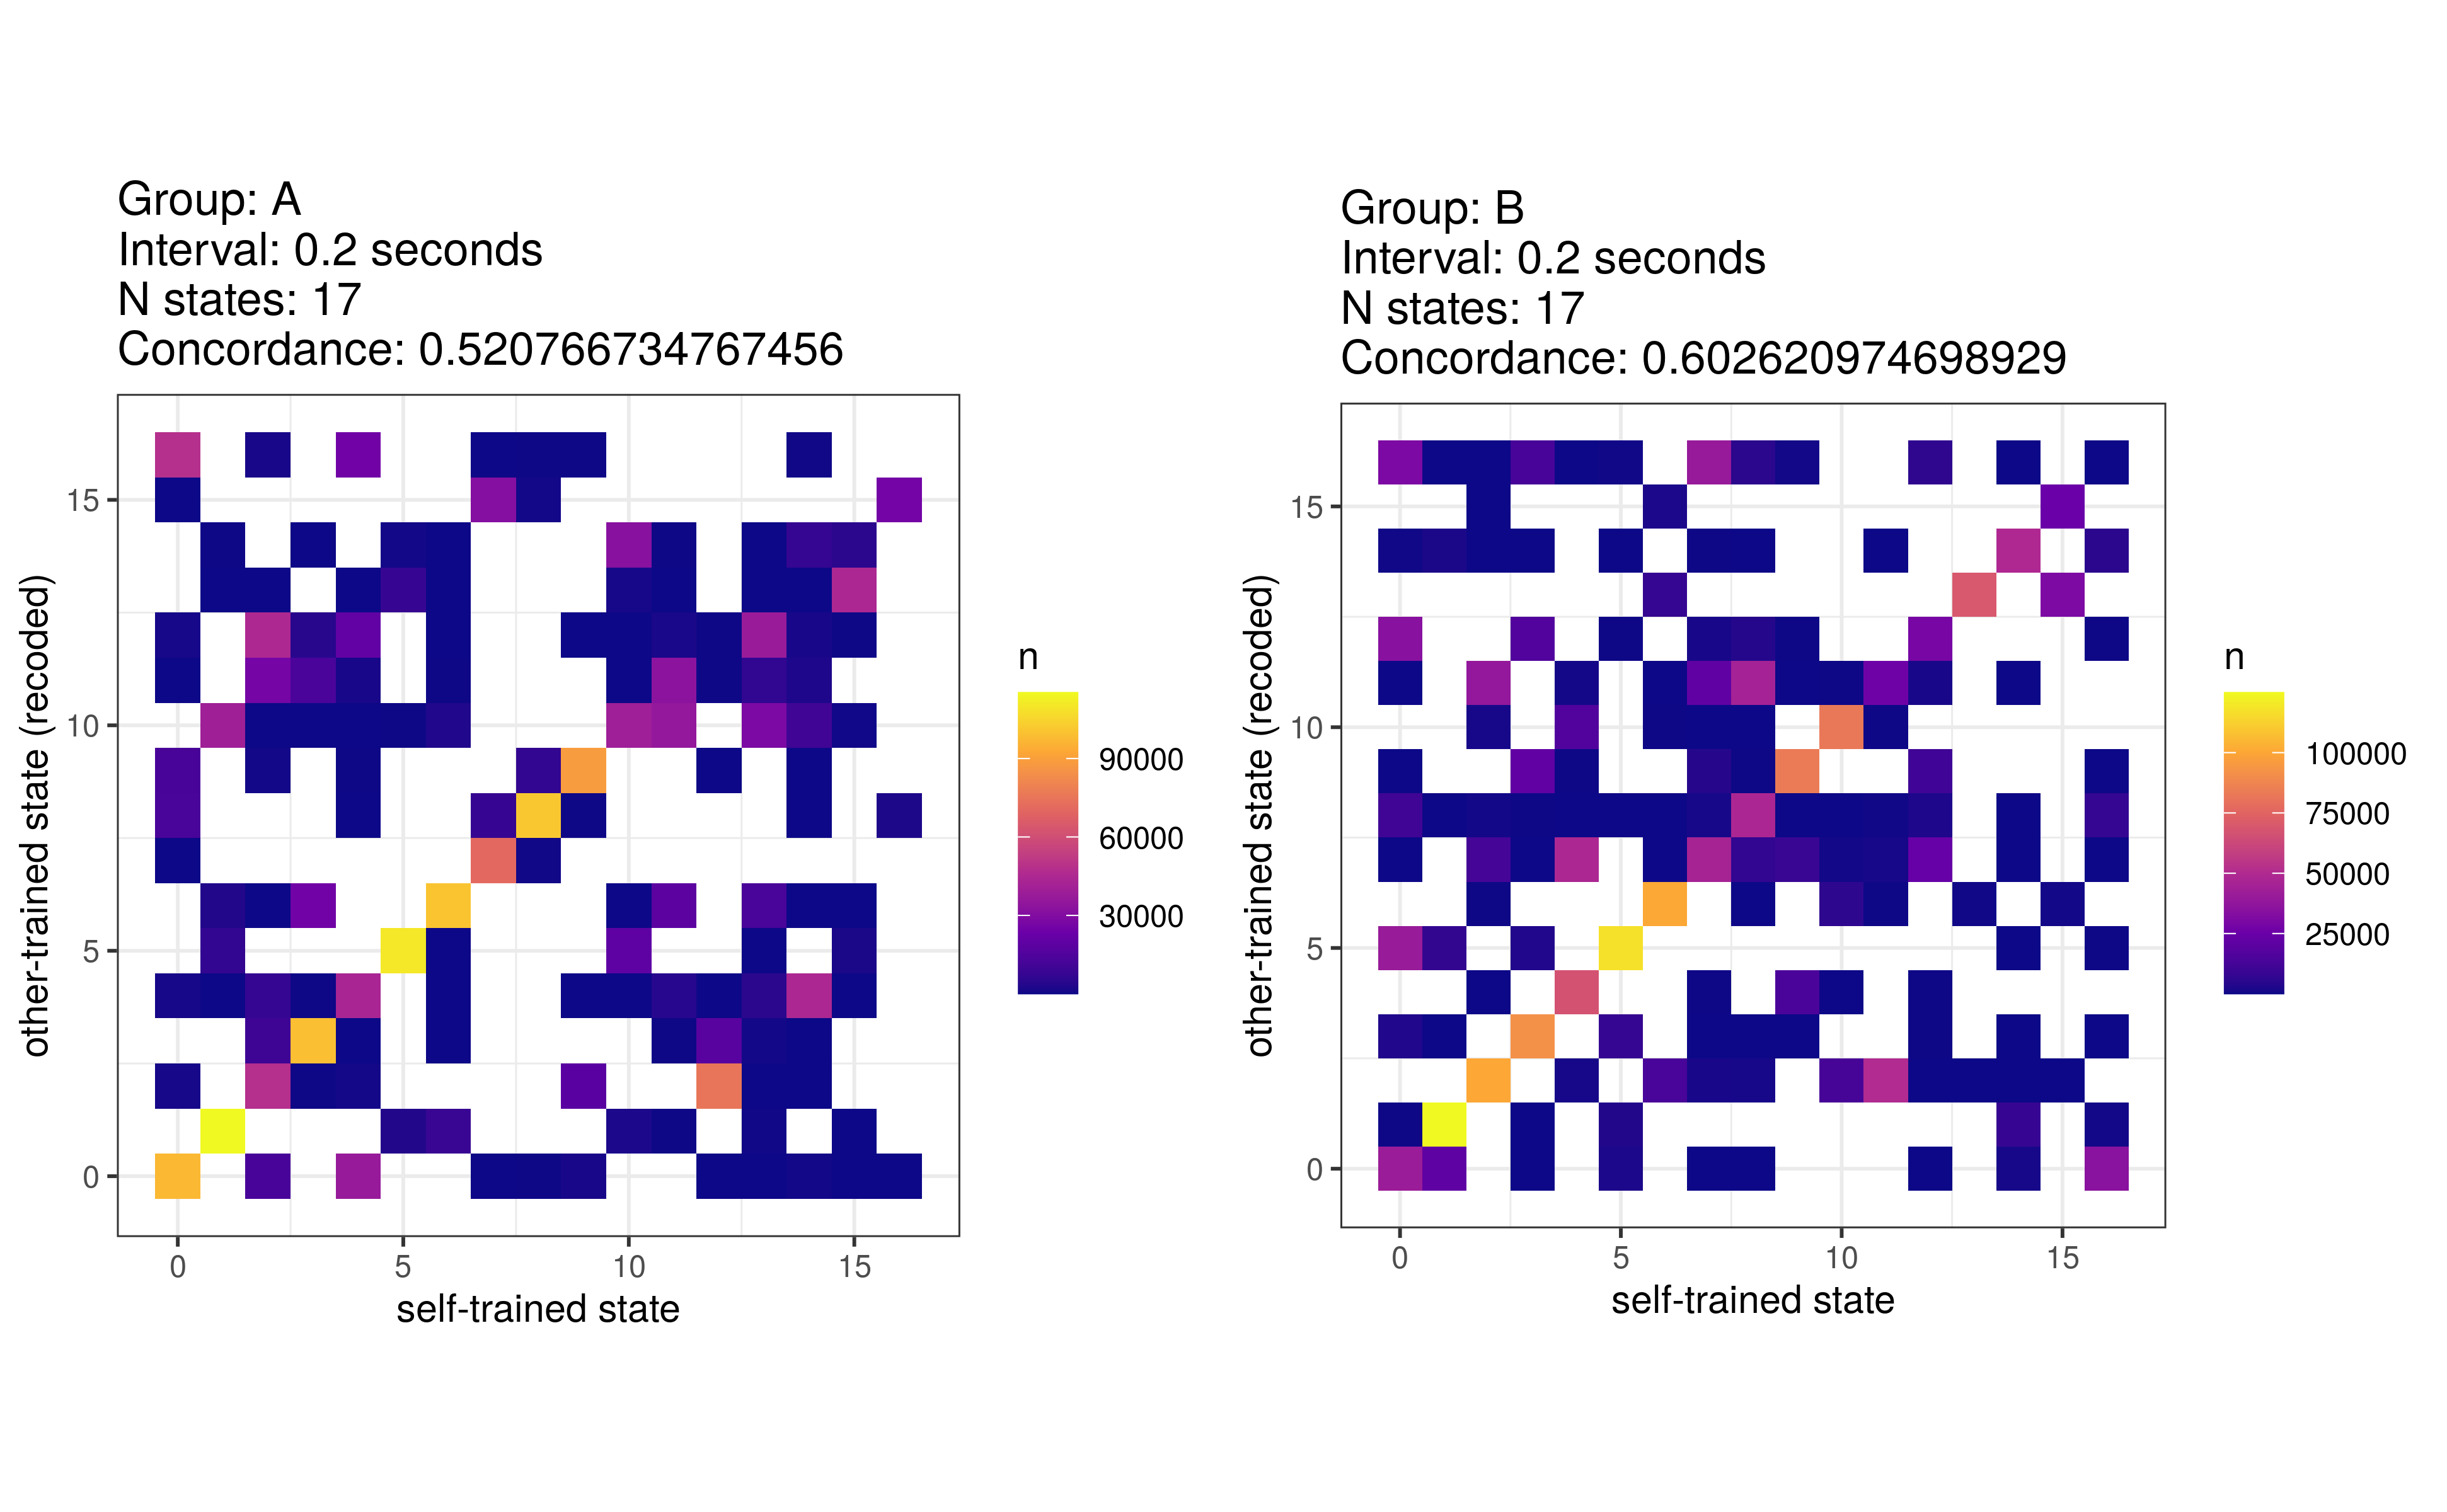 Group: A
Interval: 0.2 seconds
N states: 17
Concordance: 0.520766734767456
other-trained state (recoded)
15
10
5
0
0 5 10 15
self-trained state
n
90000
60000
30000
Group: B
Interval: 0.2 seconds
N states: 17
Concordance: 0.602620974698929
other-trained state (recoded)
15
10
5
0
0 5 10 15
self-trained state
n
100000
75000
50000
25000